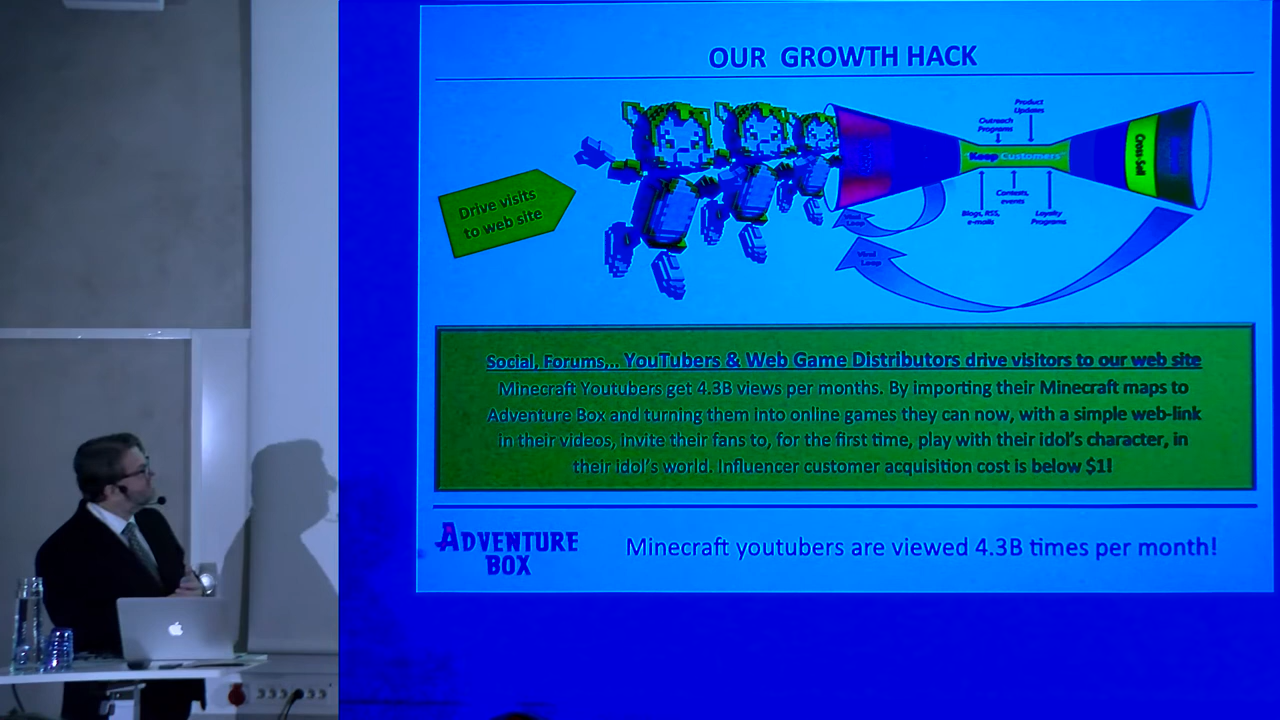 OUR GROWTH HACK
Drive visits
to web site
Product
Updates
Outreach
Programs
Keep Customers
Cross-Sell
Contests,
events
Blogs, RSS,
e-mails
Loyalty
Programs
Viral
Loop
Viral
Loop
Social, Forums,.. YouTubers & Web Game Distributors drive visitors to our web site
Minecraft Youtubers get 4.3B views per months. By importing their Minecraft maps to
Adventure Box and turning them into online games they can now, with a simple web-link
in their videos, invite their fans to, for the first time, play with their idol's character, in
their idol's world. Influencer customer acquisition cost is below $1!
ADVENTURE
BOX
Minecraft youtubers are viewed 4.3B times per month!